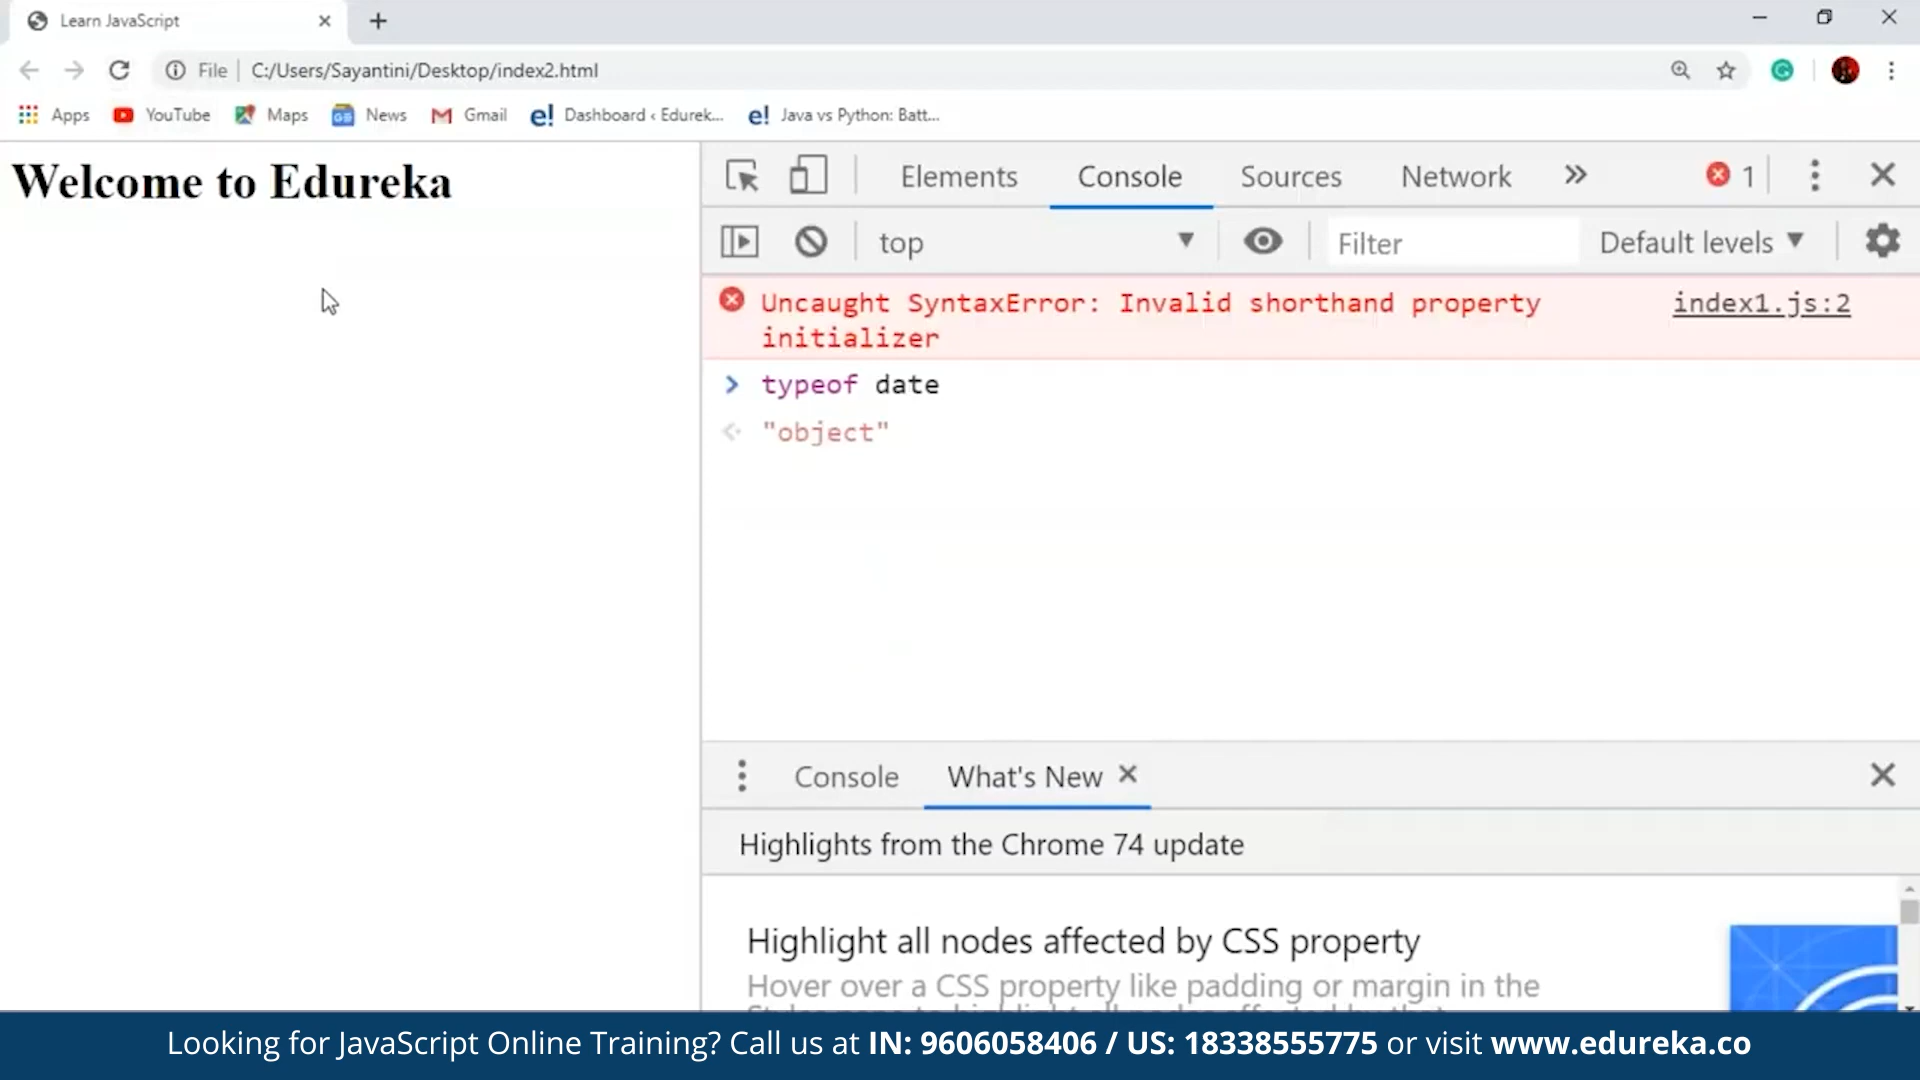 Learn JavaScript
File C:/Users/Sayantini/Desktop/index2.html
Apps YouTube Maps News Gmail Dashboard ‹ Edurek... Java vs Python: Batt...
Welcome to Edureka
Elements Console Sources Network 1
top Filter Default levels
Uncaught SyntaxError: Invalid shorthand property index1.js:2
initializer
typeof date
"object"
Console What's New
Highlights from the Chrome 74 update
Highlight all nodes affected by CSS property
Hover over a CSS property like padding or margin in the
Looking for JavaScript Online Training? Call us at IN: 9606058406 / US: 18338555775 or visit www.edureka.co